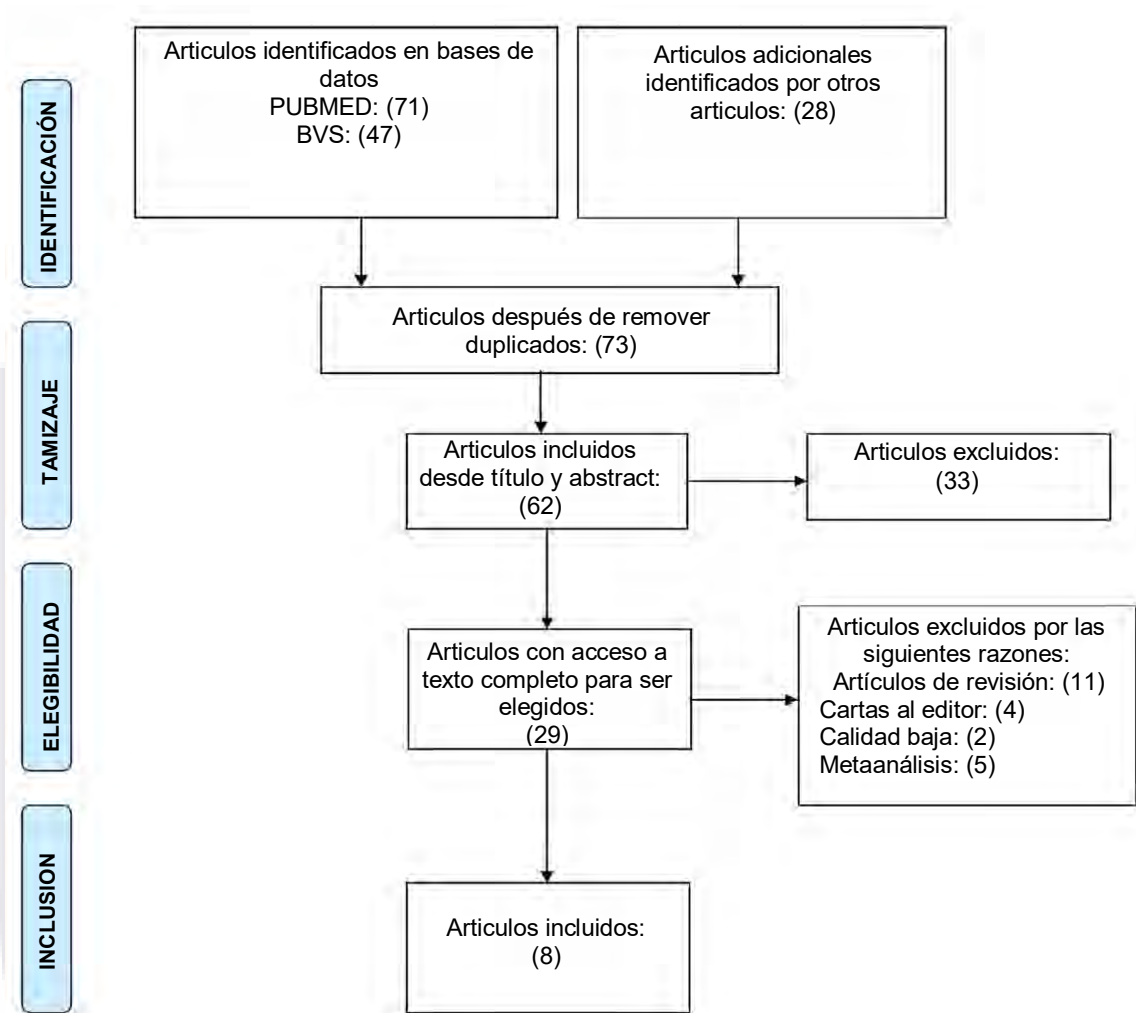 IDENTIFICACIÓN
Articulos identificados en bases de
datos
PUBMED: (71)
BVS: (47)
Articulos adicionales
identificados por otros
articulos: (28)
Articulos después de remover
duplicados: (73)
TAMIZAJE
Articulos incluidos
desde título y abstract:
(62)
Articulos excluidos:
(33)
ELEGIBILIDAD
Articulos con acceso a
texto completo para ser
elegidos:
(29)
Articulos excluidos por las
siguientes razones:
Artículos de revisión: (11)
Cartas al editor: (4)
Calidad baja: (2)
Metaanálisis: (5)
INCLUSION
Articulos incluidos:
(8)